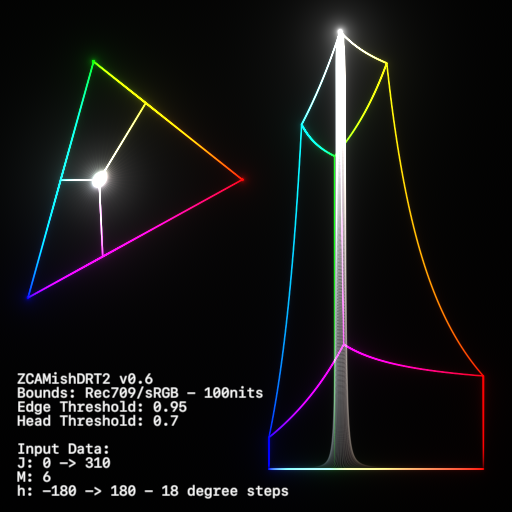 ZCAMishDRT2 v0.6
Bounds: Rec709/sRGB - 100nits
Edge Threshold: 0.95
Head Threshold: 0.7
Input Data:
J: 0 -> 310
M: 6
h: -180 -> 180 - 18 degree steps